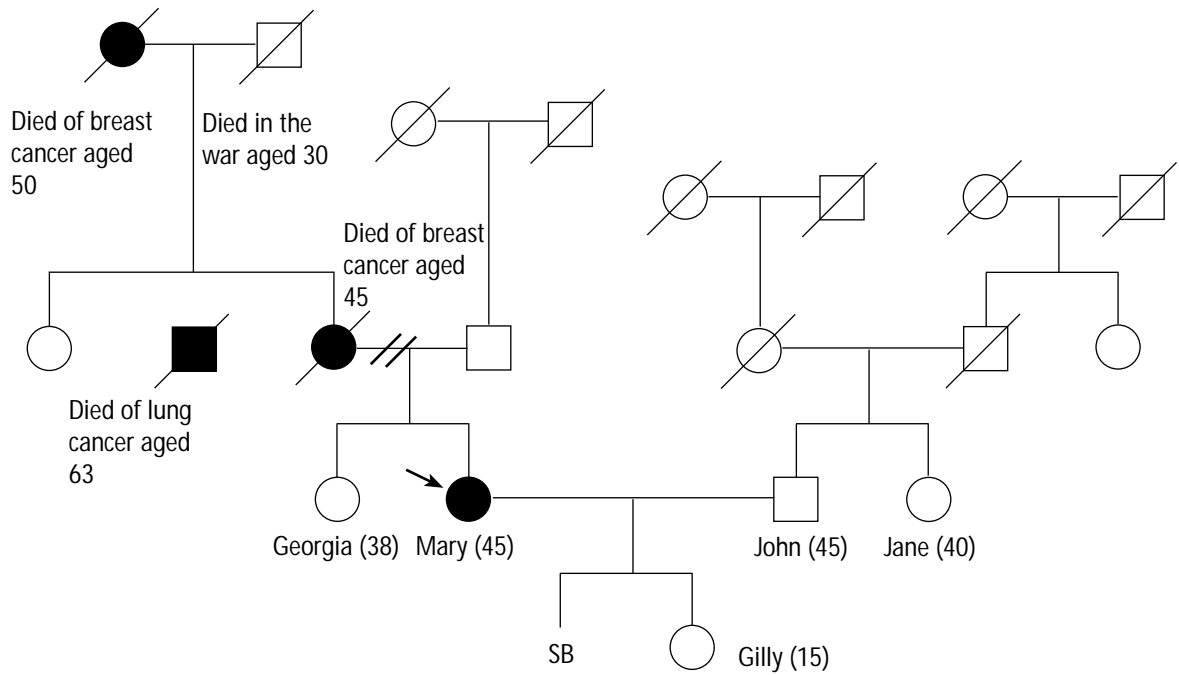 Died of breast
cancer aged
50
Died in the
war aged 30
Died of breast
cancer aged
45
Died of lung
cancer aged
63
Georgia (38)
Mary (45)
John (45)
Jane (40)
SB
Gilly (15)